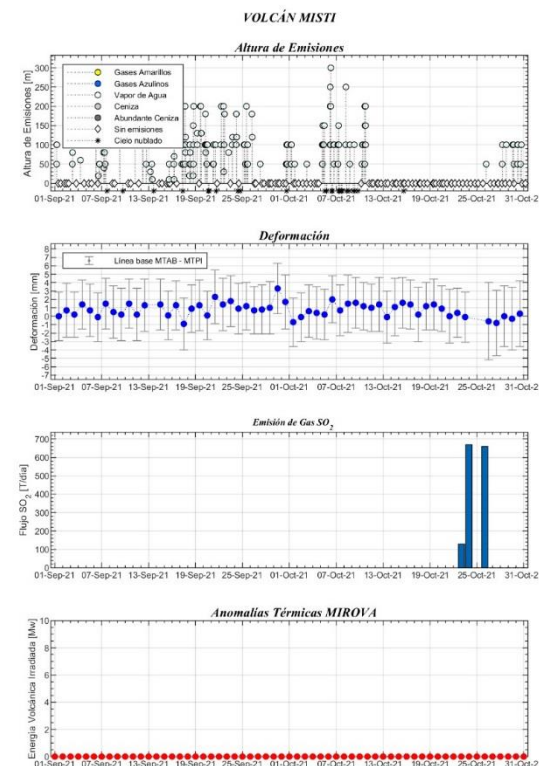 VOLCÁN MISTI
Altura de Emisiones
Altura de Emisiones [m]
300
250
200
150
100
50
0
Gases Amarillos
Gases Azulinos
Vapor de Agua
Ceniza
Abundante Ceniza
Sin emisiones
Cielo nublado
01-Sep-21 07-Sep-21 13-Sep-21 19-Sep-21 25-Sep-21 01-Oct-21 07-Oct-21 13-Oct-21 19-Oct-21 25-Oct-21 31-Oct-2
Deformación
Deformación [mm]
8
7
6
5
4
3
2
1
0
-1
-2
-3
-4
-5
-6
-7
Línea base MTAB - MTPI
01-Sep-21 07-Sep-21 13-Sep-21 19-Sep-21 25-Sep-21 01-Oct-21 07-Oct-21 13-Oct-21 19-Oct-21 25-Oct-21 31-Oct-2
Emisión de Gas SO2
Flujo SO2 [T/día]
700
600
500
400
300
200
100
0
01-Sep-21 07-Sep-21 13-Sep-21 19-Sep-21 25-Sep-21 01-Oct-21 07-Oct-21 13-Oct-21 19-Oct-21 25-Oct-21 31-Oct-2
Anomalías Térmicas MIROVA
Energía Volcánica Irradiada [Mw]
10
8
6
4
2
0
01-Sep-21 07-Sep-21 13-Sep-21 19-Sep-21 25-Sep-21 01-Oct-21 07-Oct-21 13-Oct-21 19-Oct-21 25-Oct-21 31-Oct-2